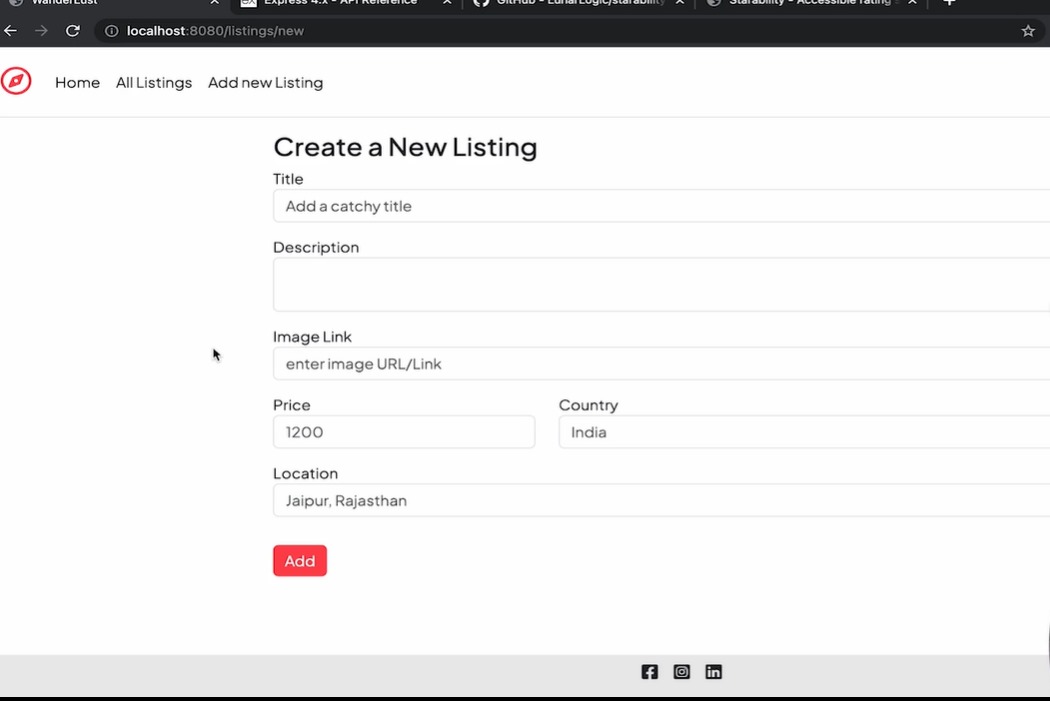 WanderLust
Express 4.x - API Reference
GitHub - LunarLogic/starability
Starability - Accessible rating
localhost:8080/listings/new
Home
All Listings
Add new Listing
Create a New Listing
Title
Add a catchy title
Description
Image Link
enter image URL/Link
Price
Country
1200
India
Location
Jaipur, Rajasthan
Add